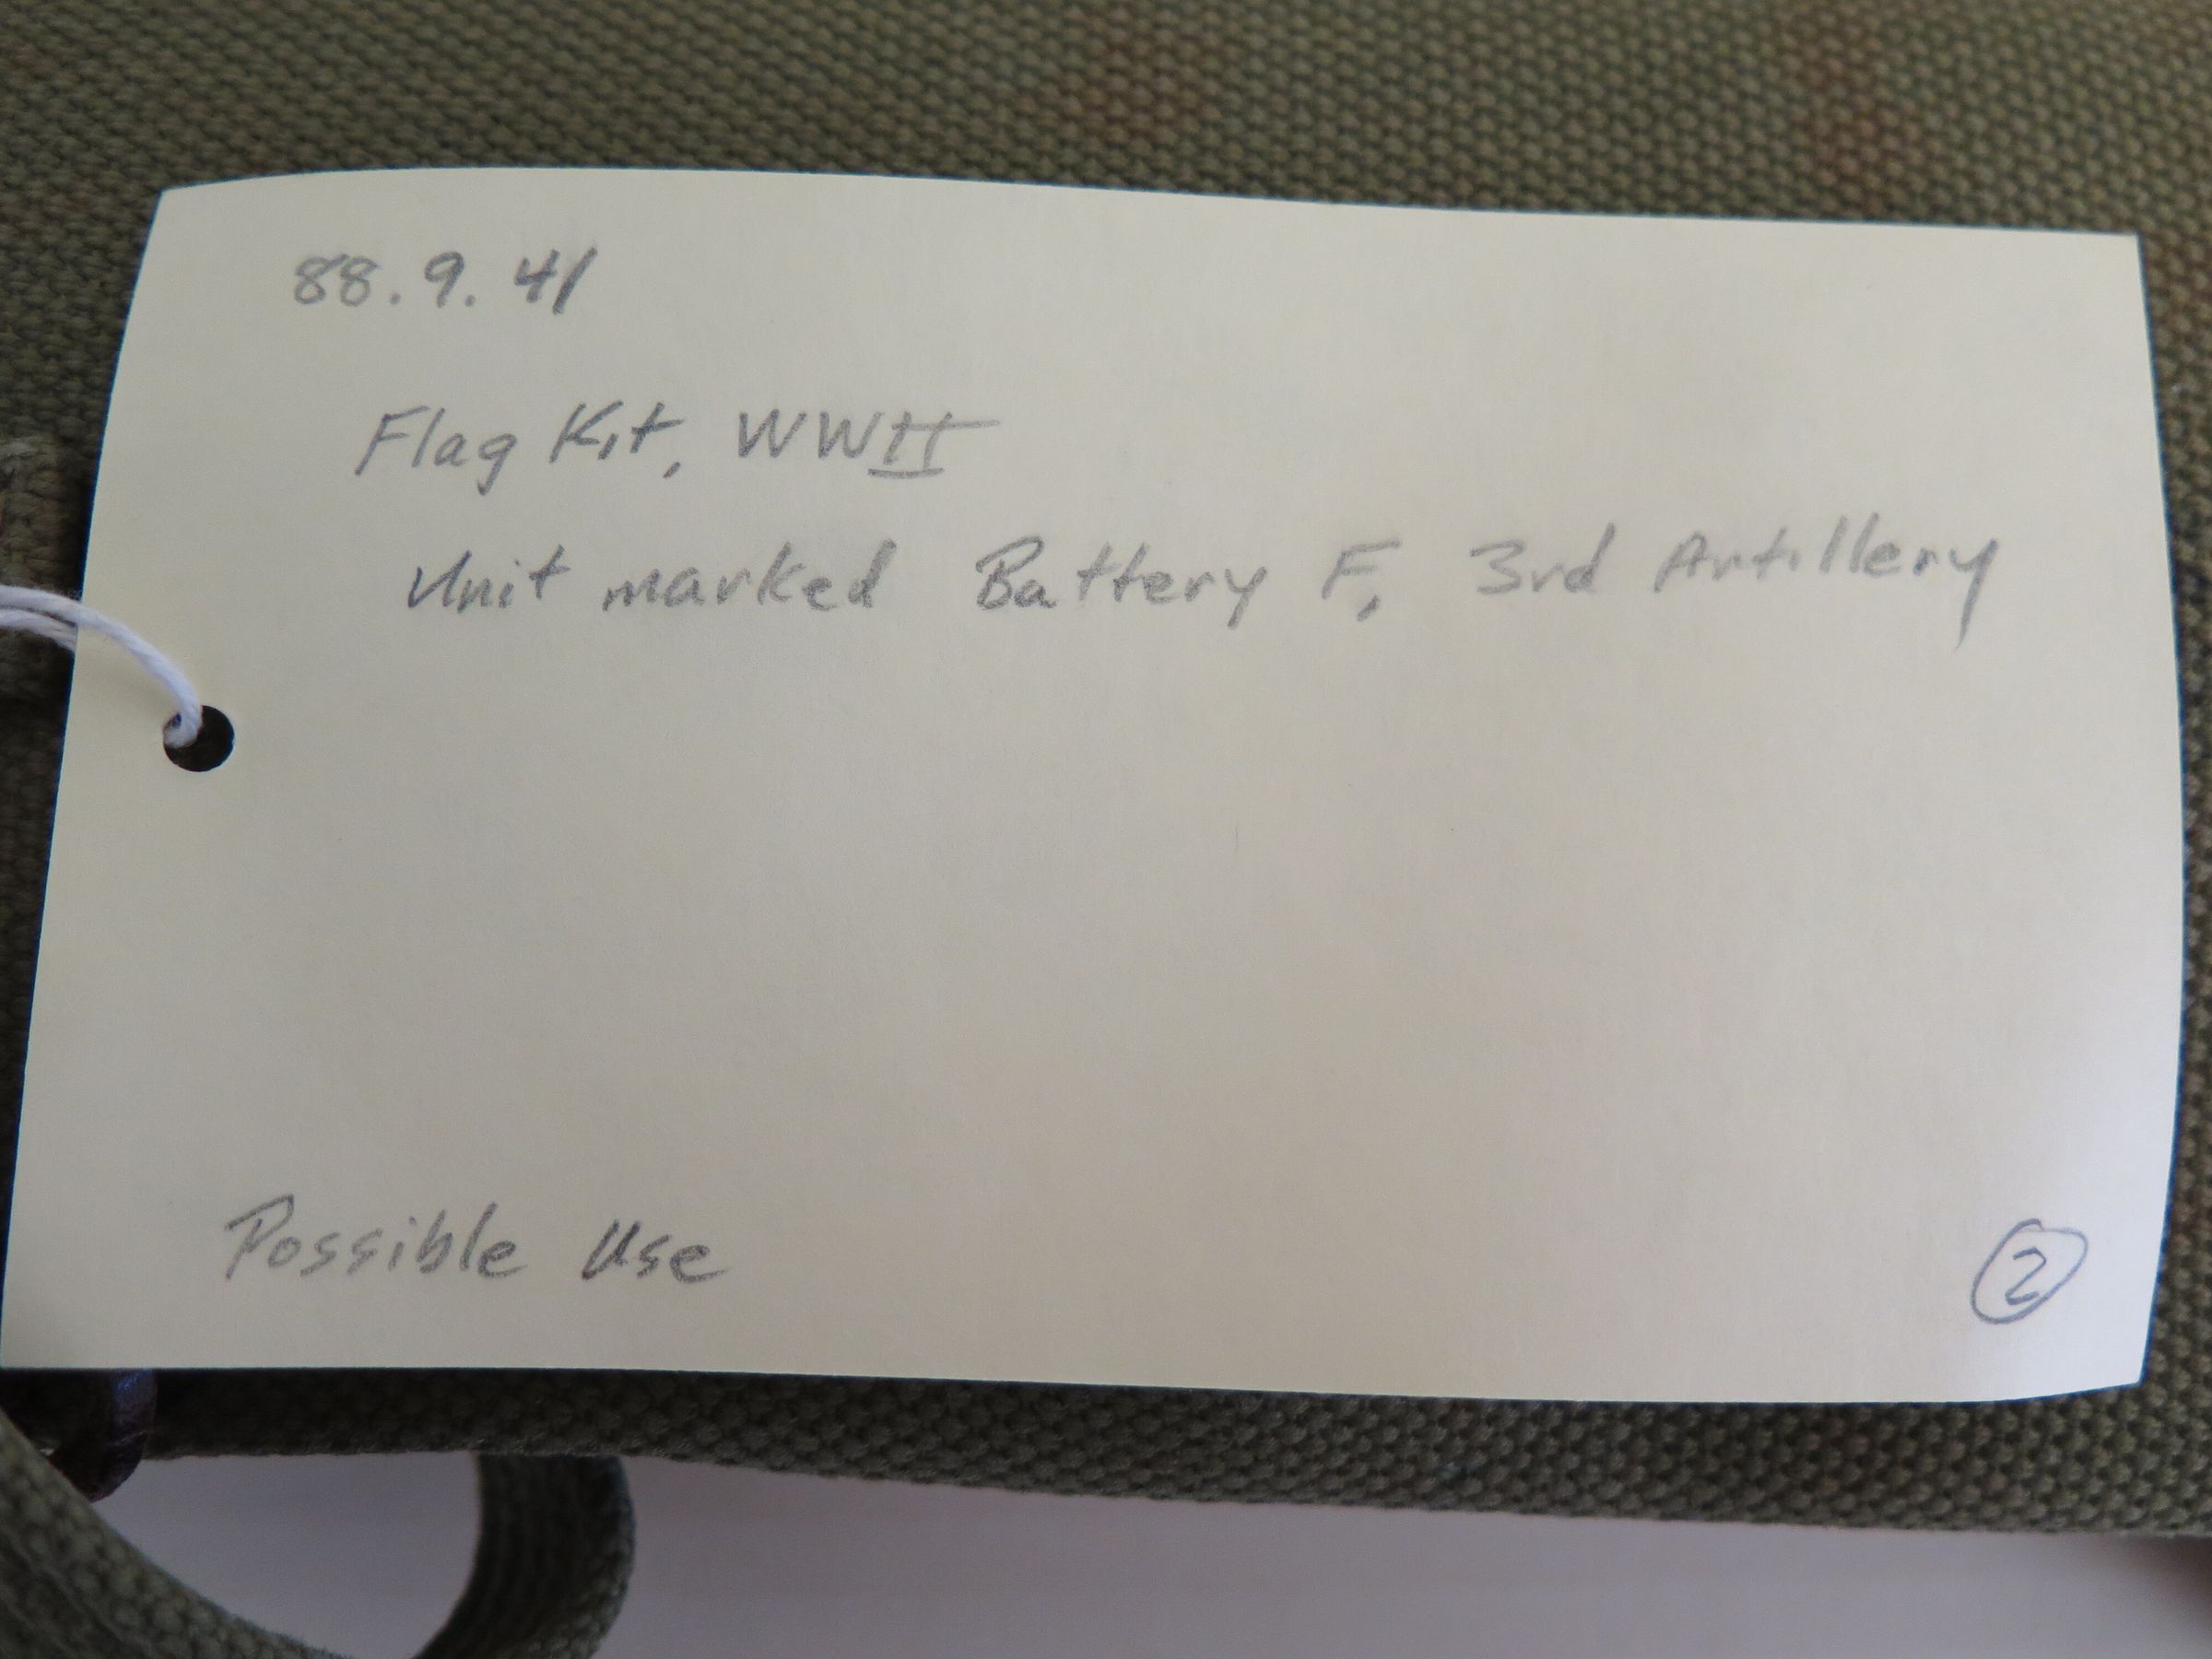 88.9.41
Flag Kit, WWII
Unit marked Battery F, 3rd Artillery
Possible Use
2